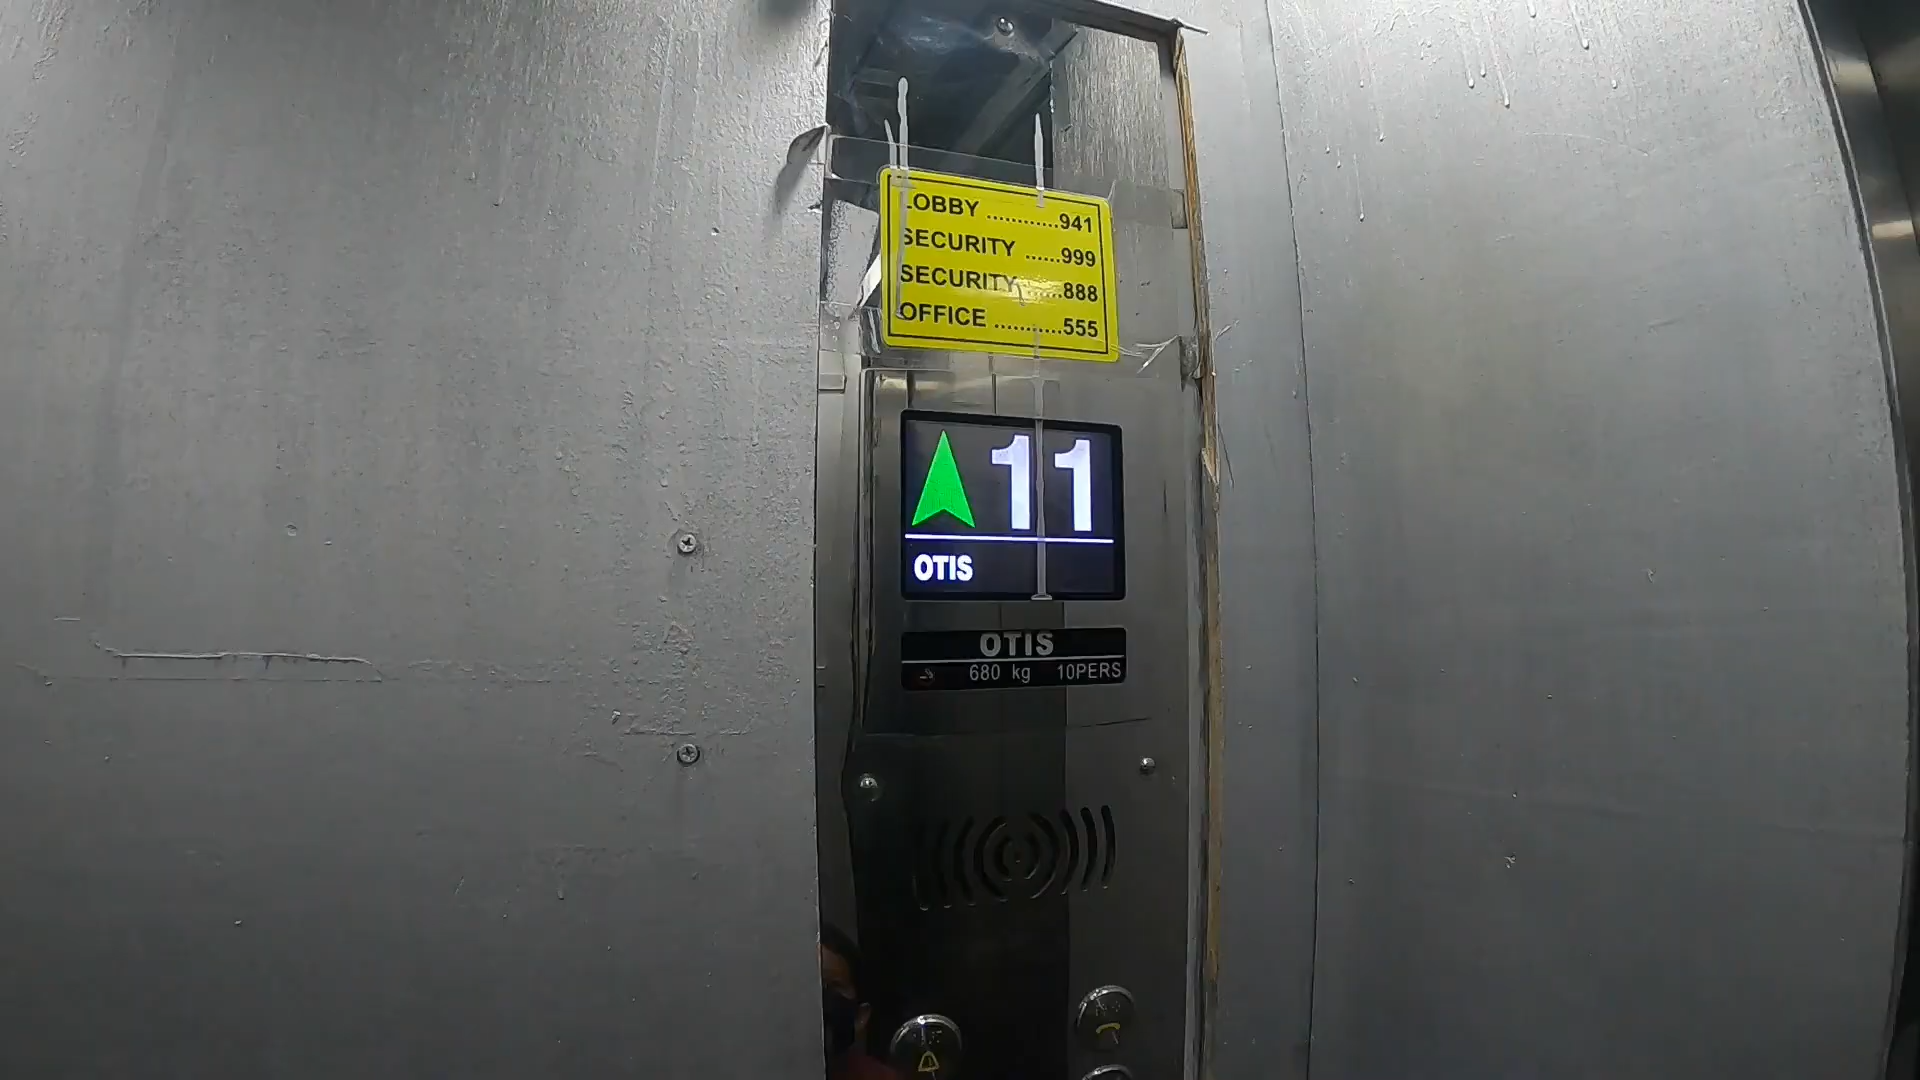 LOBBY ............941
SECURITY ......999
SECURITY ......888
OFFICE ...........555
11
OTIS
OTIS
680 kg 10PERS